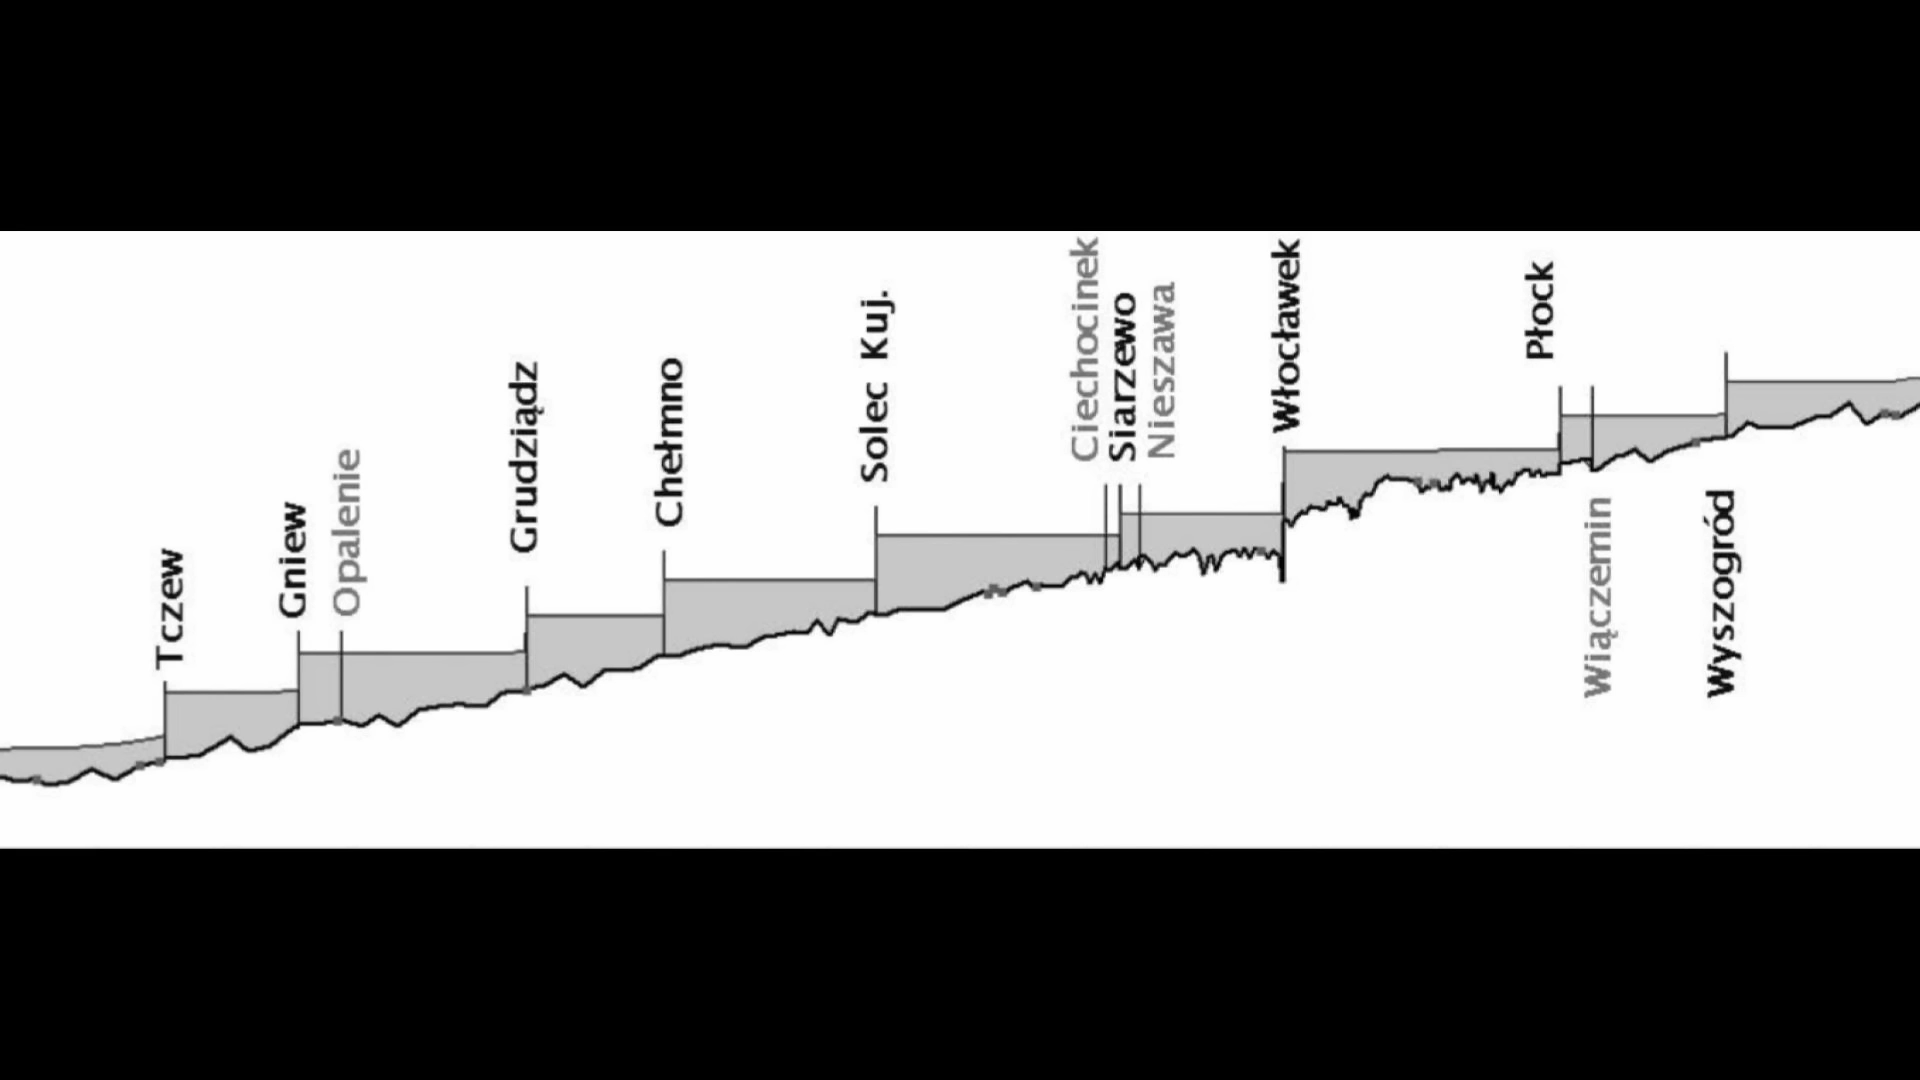 Tczew
Gniew
Opalenie
Grudziądz
Chełmno
Solec Kuj.
Ciechocinek
Siarzewo
Nieszawa
Włocławek
Płock
Wiączemin
Wyszogród